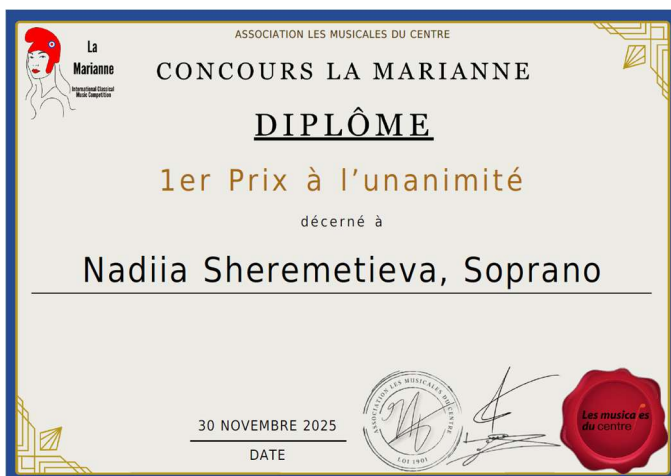 ASSOCIATION LES MUSICALES DU CENTRE
La
Marianne
International Classical
Music Competition
CONCOURS LA MARIANNE
DIPLÔME
1er Prix à l’unanimité
décerné à
Nadiia Sheremetieva, Soprano
30 NOVEMBRE 2025
DATE
ASSOCIATION LES MUSICALES DU CENTRE
LOI 1901
Les musicales
du centre